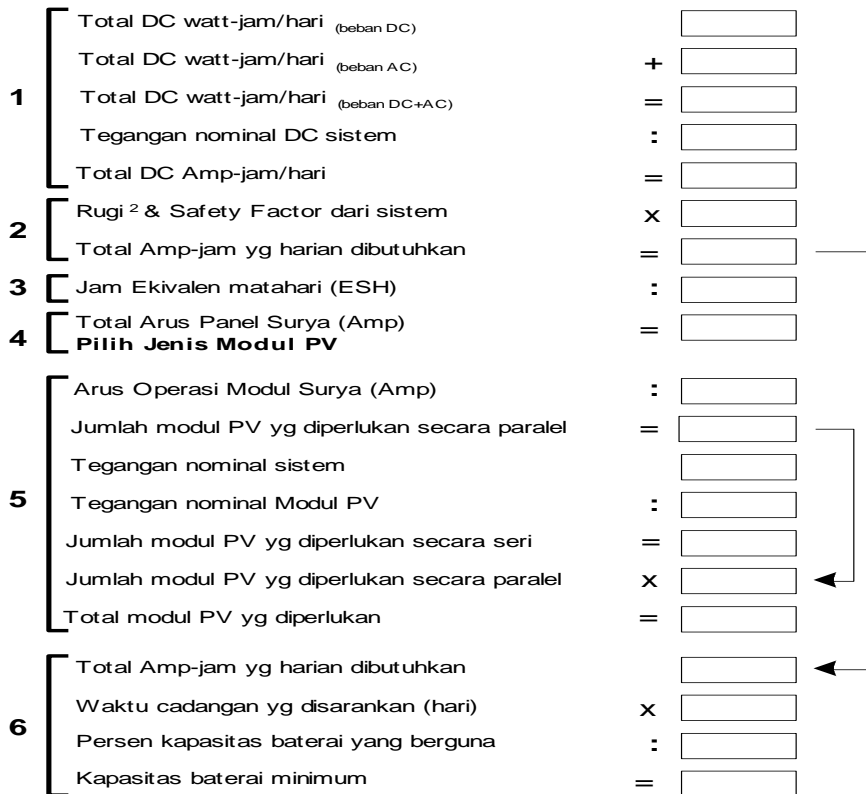 Total DC watt-jam/hari (beban DC)
Total DC watt-jam/hari (beban AC) +
1 Total DC watt-jam/hari (beban DC+AC) =
Tegangan nominal DC sistem :
Total DC Amp-jam/hari =
2 Rugi ² & Safety Factor dari sistem x
Total Amp-jam yg harian dibutuhkan =
3 Jam Ekivalen matahari (ESH) :
4 Total Arus Panel Surya (Amp) =
Pilih Jenis Modul PV
Arus Operasi Modul Surya (Amp) :
Jumlah modul PV yg diperlukan secara paralel =
Tegangan nominal sistem
5 Tegangan nominal Modul PV :
Jumlah modul PV yg diperlukan secara seri =
Jumlah modul PV yg diperlukan secara paralel x
Total modul PV yg diperlukan =
Total Amp-jam yg harian dibutuhkan
6 Waktu cadangan yg disarankan (hari) x
Persen kapasitas baterai yang berguna :
Kapasitas baterai minimum =